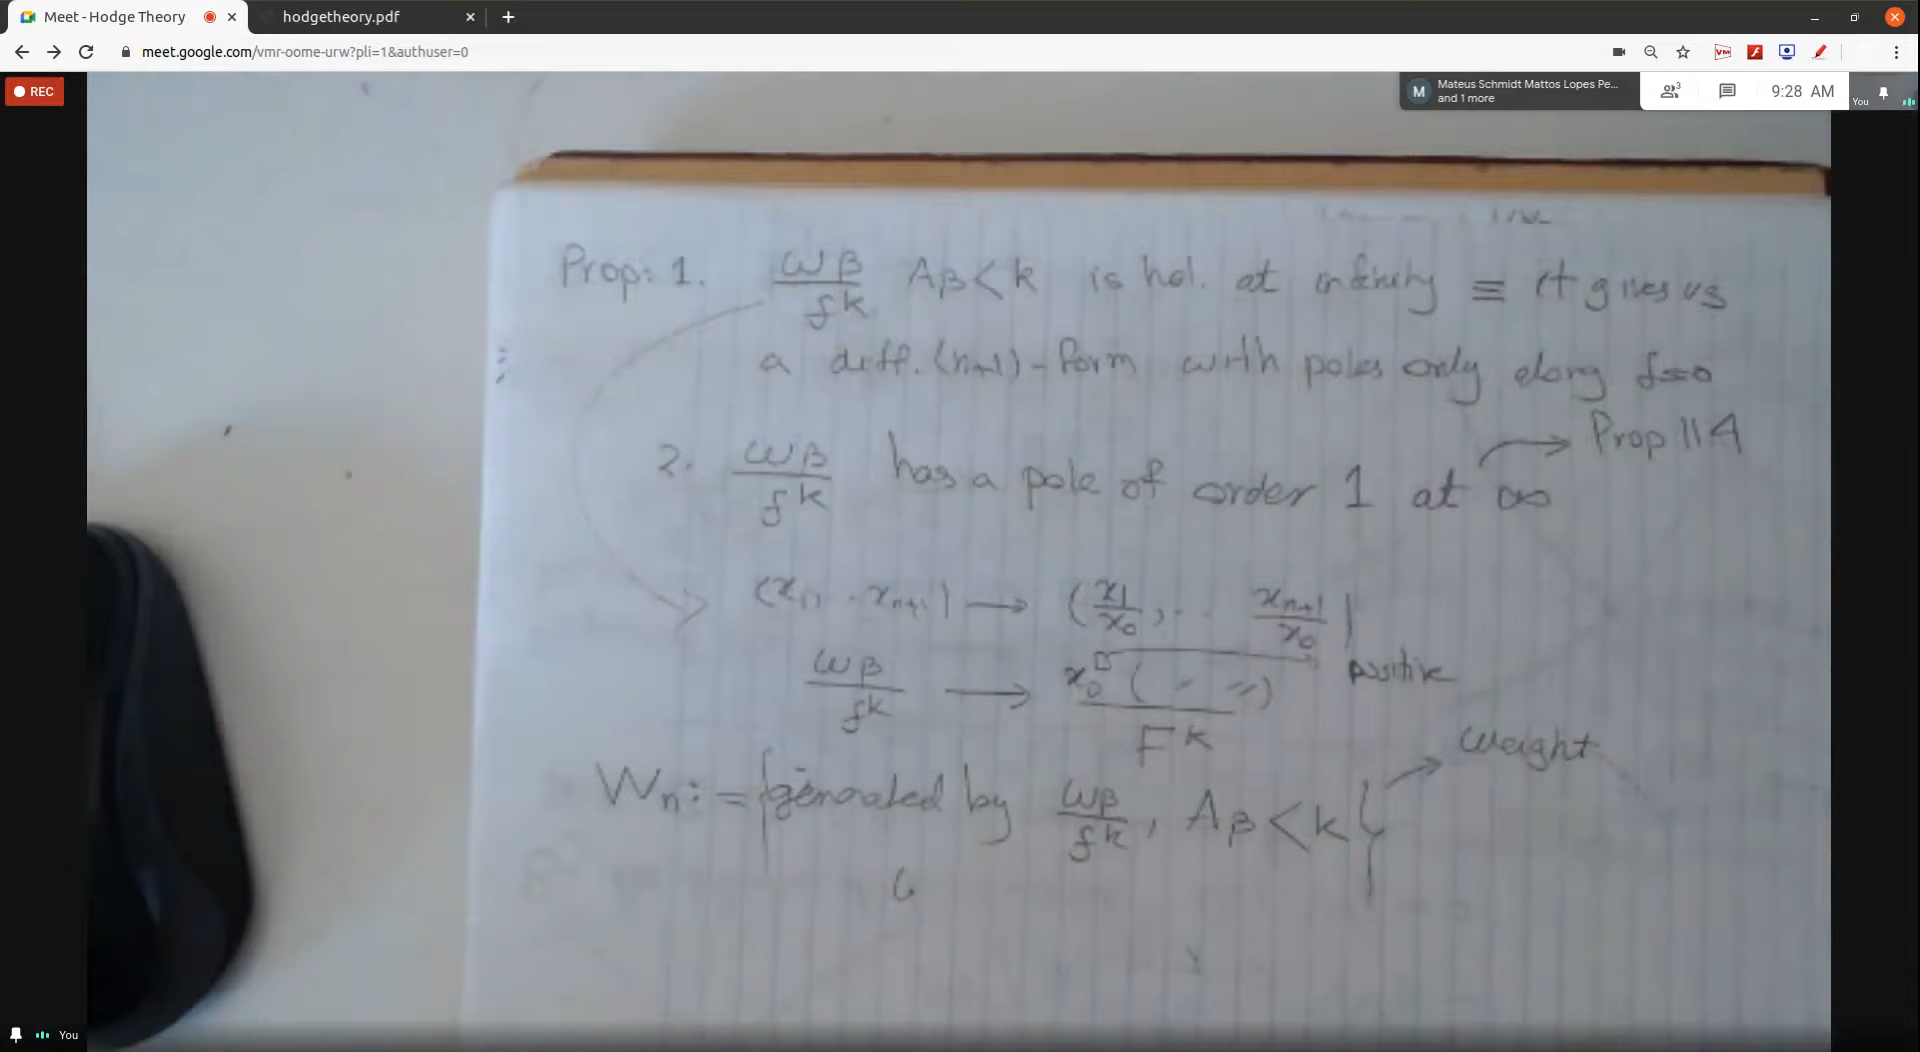 Meet - Hodge Theory
hodgetheory.pdf
meet.google.com/vmr-oome-urw?pli=1&authuser=0
REC
M
Mateus Schmidt Mattos Lopes Pe...
and 1 more
3
9:28 AM
You
Prop: 1. ωβ/f^k Aβ < k is hol. at infinity ≡ it gives us
a diff. (n+1)-form with poles only along f=0
2. ωβ/f^k has a pole of order 1 at ∞ → Prop 11.4
(x1, .. xn+1) → (x1/x0, .. xn+1/x0)
ωβ/f^k → x0^□ ( ) / F^k positive
Wn := {generated by ωβ/f^k, Aβ < k} → weight
You